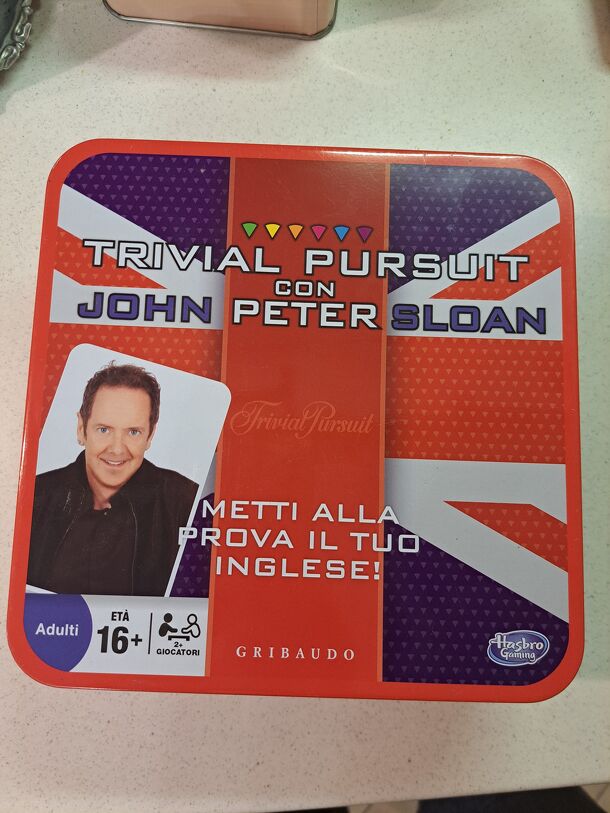 TRIVIAL PURSUIT
CON
JOHN PETER SLOAN
Trivial Pursuit
METTI ALLA
PROVA IL TUO
INGLESE!
Adulti
ETÀ
16+
2+
GIOCATORI
GRIBAUDO
Hasbro
Gaming